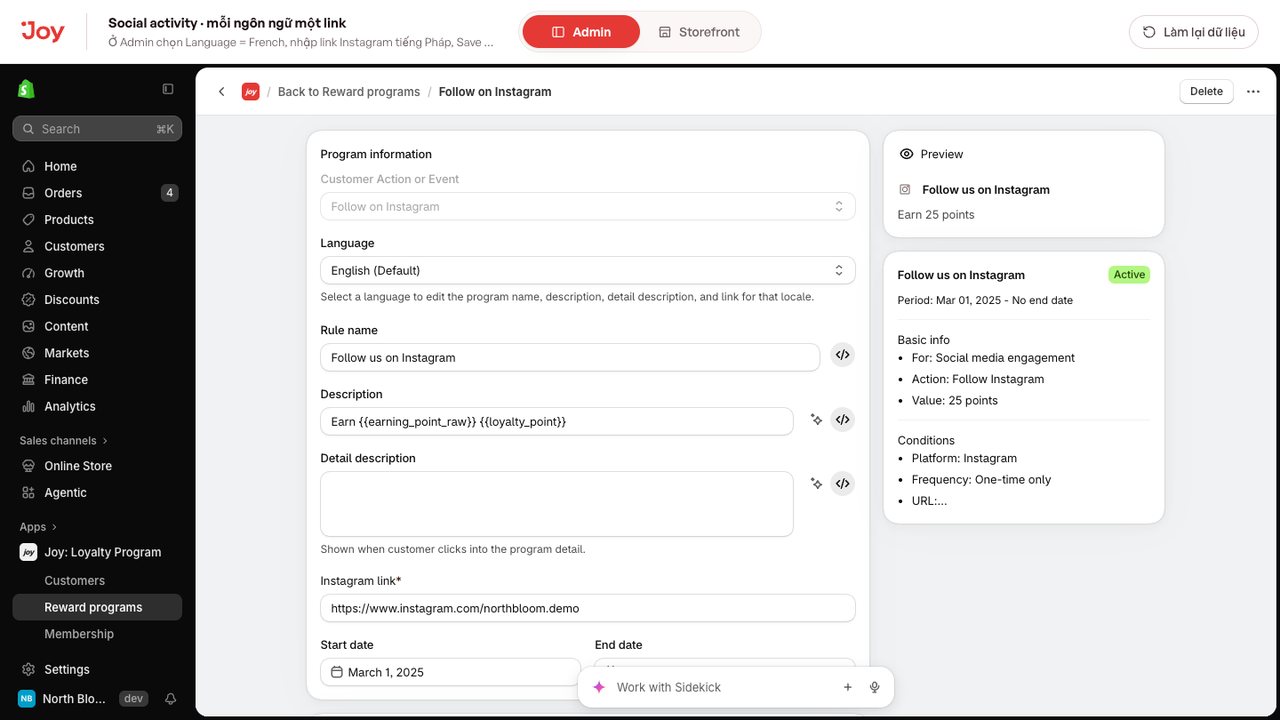 Joy
Social activity · mỗi ngôn ngữ một link
Ở Admin chọn Language = French, nhập link Instagram tiếng Pháp, Save ...
Admin
Storefront
Làm lại dữ liệu
Search
⌘K
Home
Orders
4
Products
Customers
Growth
Discounts
Content
Markets
Finance
Analytics
Sales channels
Online Store
Agentic
Apps
joy
Joy: Loyalty Program
Customers
Reward programs
Membership
Settings
NB
North Blo...
dev
joy
/ Back to Reward programs / Follow on Instagram
Delete
Program information
Customer Action or Event
Follow on Instagram
Language
English (Default)
Select a language to edit the program name, description, detail description, and link for that locale.
Rule name
Follow us on Instagram
Description
Earn {{earning_point_raw}} {{loyalty_point}}
Detail description
Shown when customer clicks into the program detail.
Instagram link*
https://www.instagram.com/northbloom.demo
Start date
End date
March 1, 2025
Work with Sidekick
Preview
Follow us on Instagram
Earn 25 points
Follow us on Instagram
Active
Period: Mar 01, 2025 - No end date
Basic info
• For: Social media engagement
• Action: Follow Instagram
• Value: 25 points
Conditions
• Platform: Instagram
• Frequency: One-time only
• URL:...